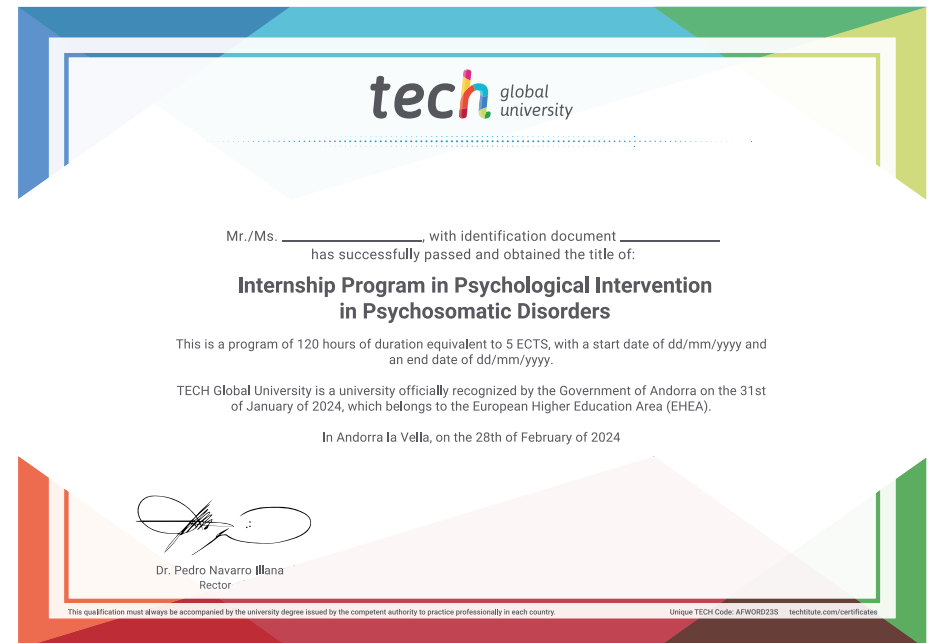 tech global university
Mr./Ms. ____________, with identification document ____________
has successfully passed and obtained the title of:
Internship Program in Psychological Intervention
in Psychosomatic Disorders
This is a program of 120 hours of duration equivalent to 5 ECTS, with a start date of dd/mm/yyyy and
an end date of dd/mm/yyyy.
TECH Global University is a university officially recognized by the Government of Andorra on the 31st
of January of 2024, which belongs to the European Higher Education Area (EHEA).
In Andorra la Vella, on the 28th of February of 2024
Dr. Pedro Navarro Illana
Rector
This qualification must always be accompanied by the university degree issued by the competent authority to practice professionally in each country.
Unique TECH Code: AFWORD23S techtitute.com/certificates